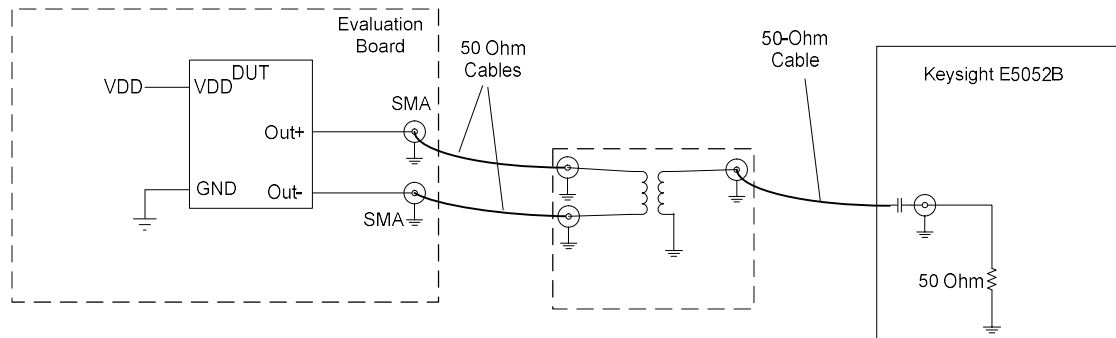 Evaluation
Board
50 Ohm
Cables
50-Ohm
Cable
Keysight E5052B
DUT
VDD
VDD
SMA
Out+
GND
Out-
SMA
50 Ohm